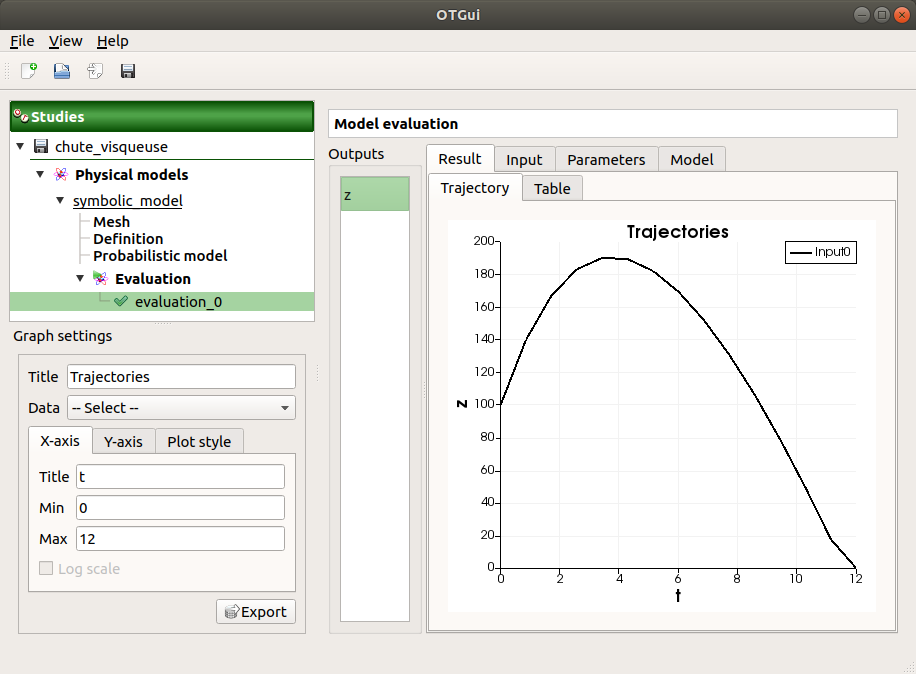 OTGui
File View Help
Studies
chute_visqueuse
Physical models
symbolic_model
Mesh
Definition
Probabilistic model
Evaluation
evaluation_0
Graph settings
Title Trajectories
Data -- Select --
X-axis Y-axis Plot style
Title t
Min 0
Max 12
Log scale
Export
Model evaluation
Outputs
z
Result Input Parameters Model
Trajectory Table
Trajectories
Input0
200
180
160
140
120
100
80
60
40
20
0
z
0 2 4 6 8 10 12
t